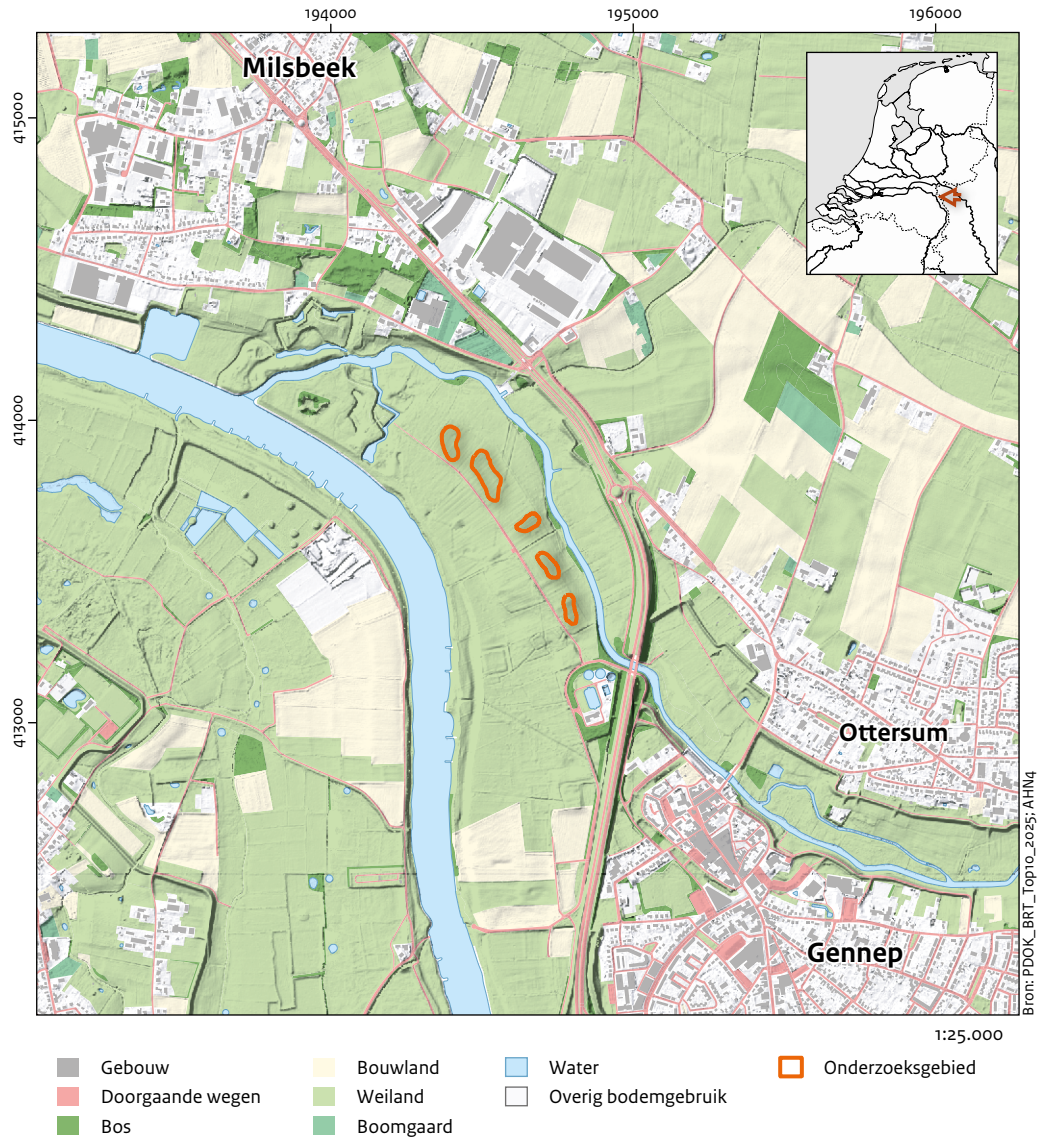 194000
195000
196000
415000
414000
413000
Milsbeek
Ottersum
Gennep
Bron: PDOK_BRT_Top10_2025; AHN4
1:25.000
Gebouw
Doorgaande wegen
Bos
Bouwland
Weiland
Boomgaard
Water
Overig bodemgebruik
Onderzoeksgebied